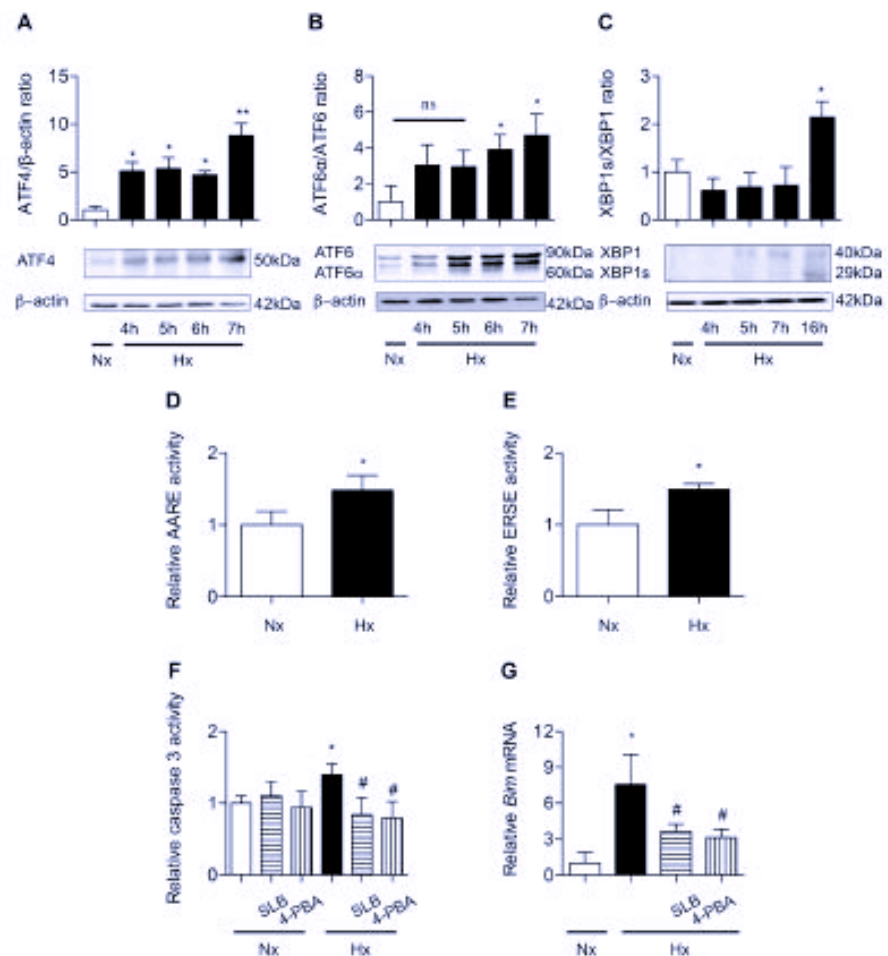 A
ATF4/β-actin ratio
15
10
5
0
* * * **
ATF4
50kDa
β-actin
42kDa
4h 5h 6h 7h
Nx Hx
B
ATF6α/ATF6 ratio
8
6
4
2
0
ns * *
ATF6
90kDa
ATF6α
60kDa
β-actin
42kDa
4h 5h 6h 7h
Nx Hx
C
XBP1s/XBP1 ratio
3
2
1
0
*
XBP1
40kDa
XBP1s
29kDa
β-actin
42kDa
4h 5h 7h 16h
Nx Hx
D
Relative AARE activity
2
1
0
*
Nx Hx
E
Relative ERSE activity
2
1
0
*
Nx Hx
F
Relative caspase 3 activity
2
1
0
* # #
SLB 4-PBA SLB 4-PBA
Nx Hx
G
Relative Bim mRNA
12
9
6
3
0
* # #
SLB 4-PBA
Nx Hx